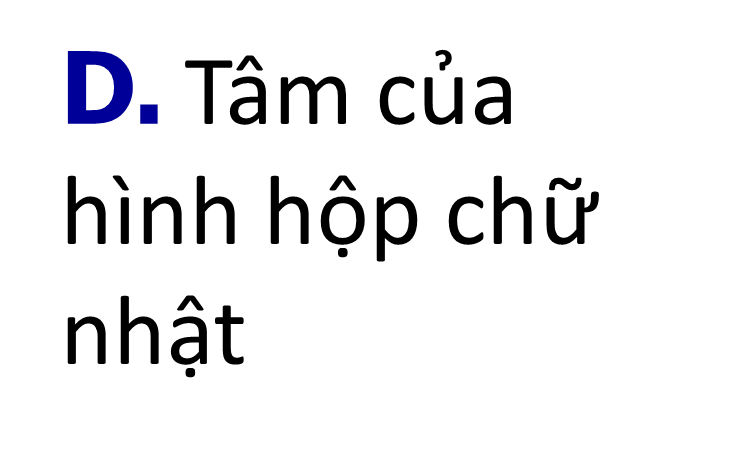 D. Tâm của
hình hộp chữ
nhật